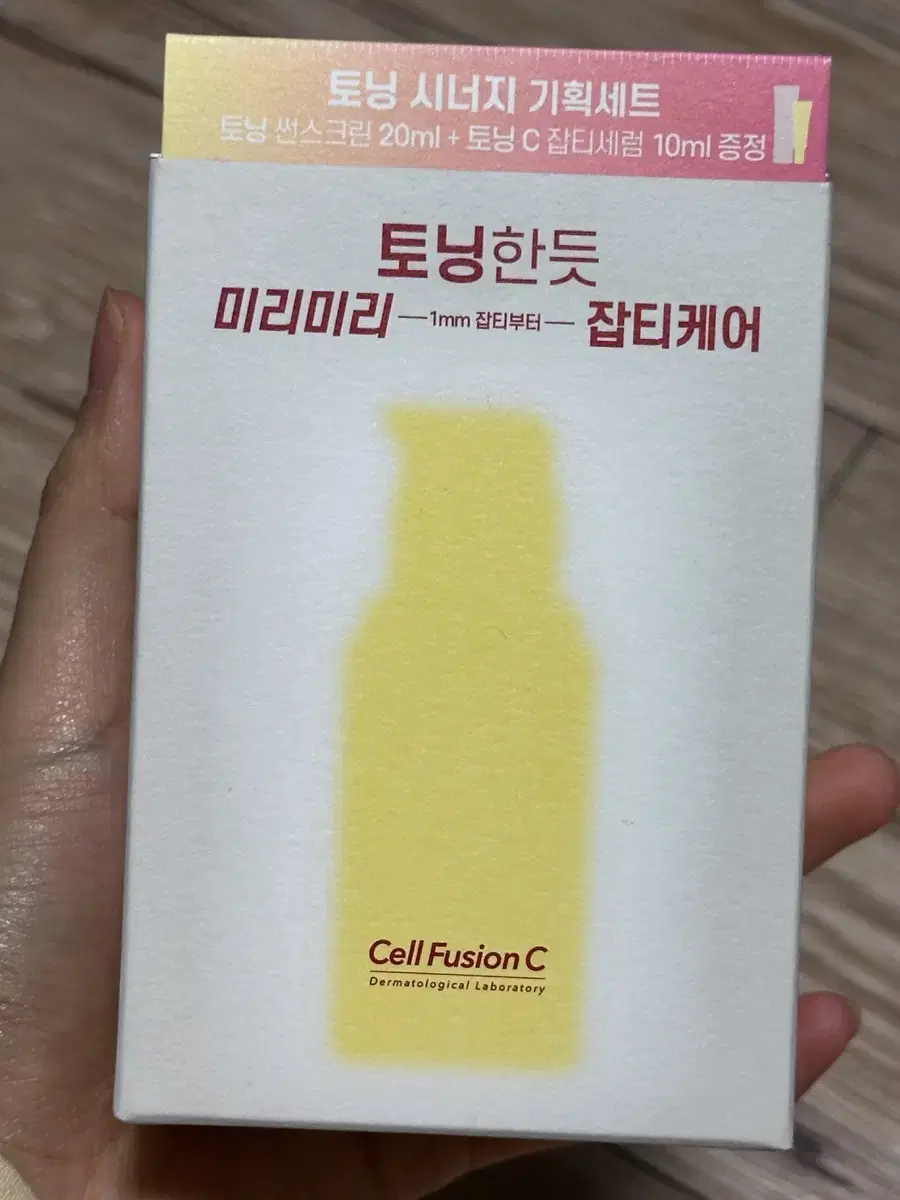 토닝 시너지 기획세트
토닝 썬스크린 20ml + 토닝 C 잡티세럼 10ml 증정
토닝한듯
미리미리 —1mm 잡티부터— 잡티케어
Cell Fusion C
Dermatological Laboratory